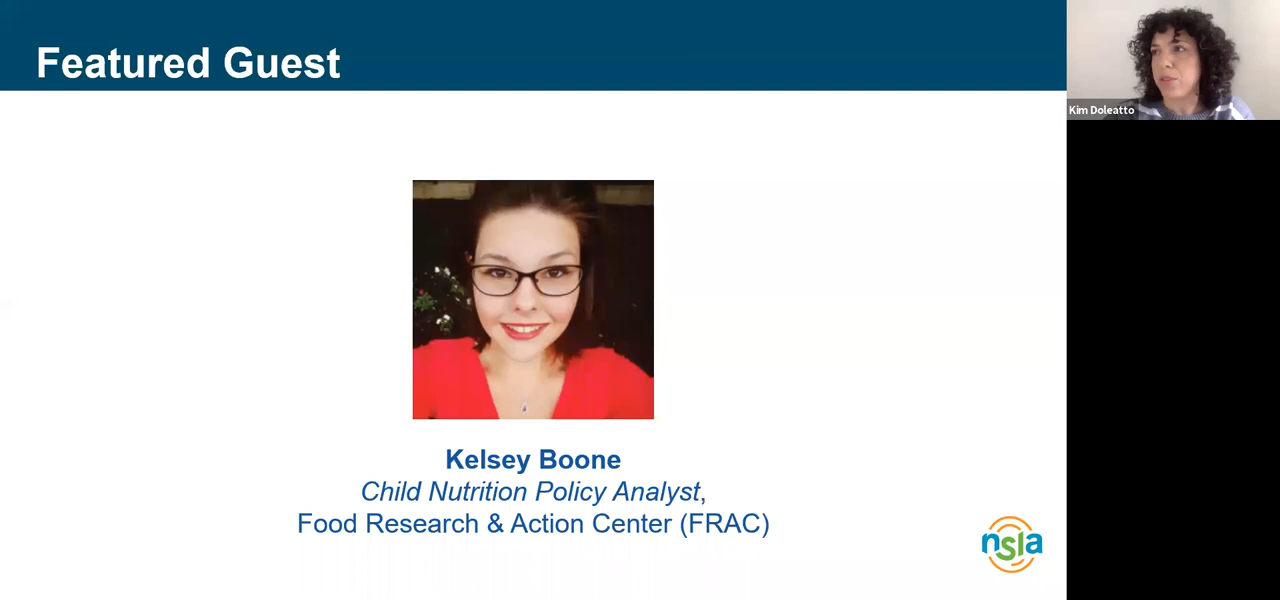 Featured Guest
Kim Doleatto
Kelsey Boone
Child Nutrition Policy Analyst,
Food Research & Action Center (FRAC)
nsla